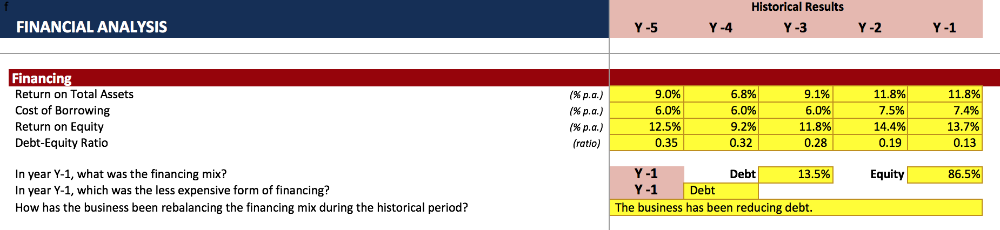 f
Historical Results
FINANCIAL ANALYSIS Y -5 Y -4 Y -3 Y -2 Y -1
Financing
Return on Total Assets (% p.a.) 9.0% 6.8% 9.1% 11.8% 11.8%
Cost of Borrowing (% p.a.) 6.0% 6.0% 6.0% 7.5% 7.4%
Return on Equity (% p.a.) 12.5% 9.2% 11.8% 14.4% 13.7%
Debt-Equity Ratio (ratio) 0.35 0.32 0.28 0.19 0.13
In year Y-1, what was the financing mix? Y -1 Debt 13.5% Equity 86.5%
In year Y-1, which was the less expensive form of financing? Y -1 Debt
How has the business been rebalancing the financing mix during the historical period? The business has been reducing debt.